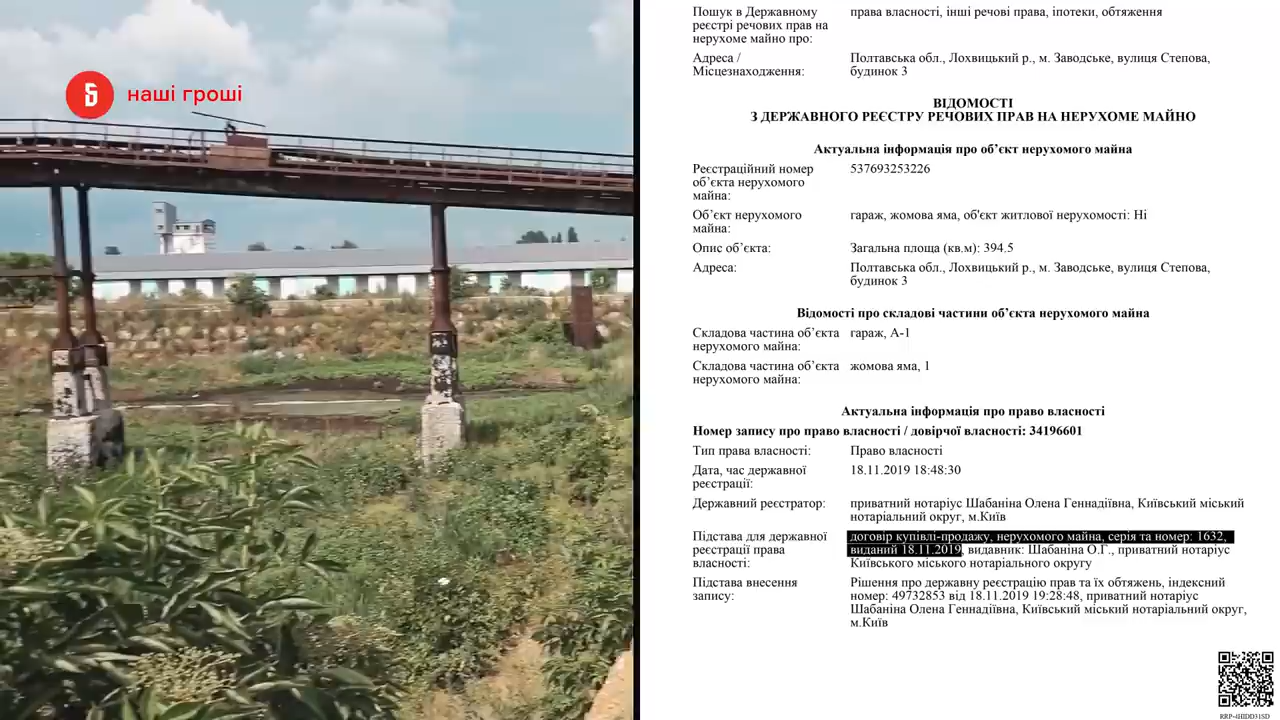 Б наші гроші
Пошук в Державному реєстрі речових прав на нерухоме майно про:
права власності, інші речові права, іпотеки, обтяження
Адреса / Місцезнаходження:
Полтавська обл., Лохвицький р., м. Заводське, вулиця Степова,
будинок 3
ВІДОМОСТІ
З ДЕРЖАВНОГО РЕЄСТРУ РЕЧОВИХ ПРАВ НА НЕРУХОМЕ МАЙНО
Актуальна інформація про об’єкт нерухомого майна
Реєстраційний номер
об’єкта нерухомого
майна:
537693253226
Об’єкт нерухомого
майна:
гараж, жомова яма, об'єкт житлової нерухомості: Ні
Опис об’єкта:
Загальна площа (кв.м): 394.5
Адреса:
Полтавська обл., Лохвицький р., м. Заводське, вулиця Степова,
будинок 3
Відомості про складові частини об’єкта нерухомого майна
Складова частина об’єкта
нерухомого майна:
гараж, А-1
Складова частина об’єкта
нерухомого майна:
жомова яма, 1
Актуальна інформація про право власності
Номер запису про право власності / довірчої власності: 34196601
Тип права власності:
Право власності
Дата, час державної
реєстрації:
18.11.2019 18:48:30
Державний реєстратор:
приватний нотаріус Шабаніна Олена Геннадіївна, Київський міський
нотаріальний округ, м.Київ
Підстава для державної
реєстрації права
власності:
договір купівлі-продажу, нерухомого майна, серія та номер: 1632,
виданий 18.11.2019, видавник: Шабаніна О.Г., приватний нотаріус
Київського міського нотаріального округу
Підстава внесення
запису:
Рішення про державну реєстрацію прав та їх обтяжень, індексний
номер: 49732853 від 18.11.2019 19:28:48, приватний нотаріус
Шабаніна Олена Геннадіївна, Київський міський нотаріальний округ,
м.Київ